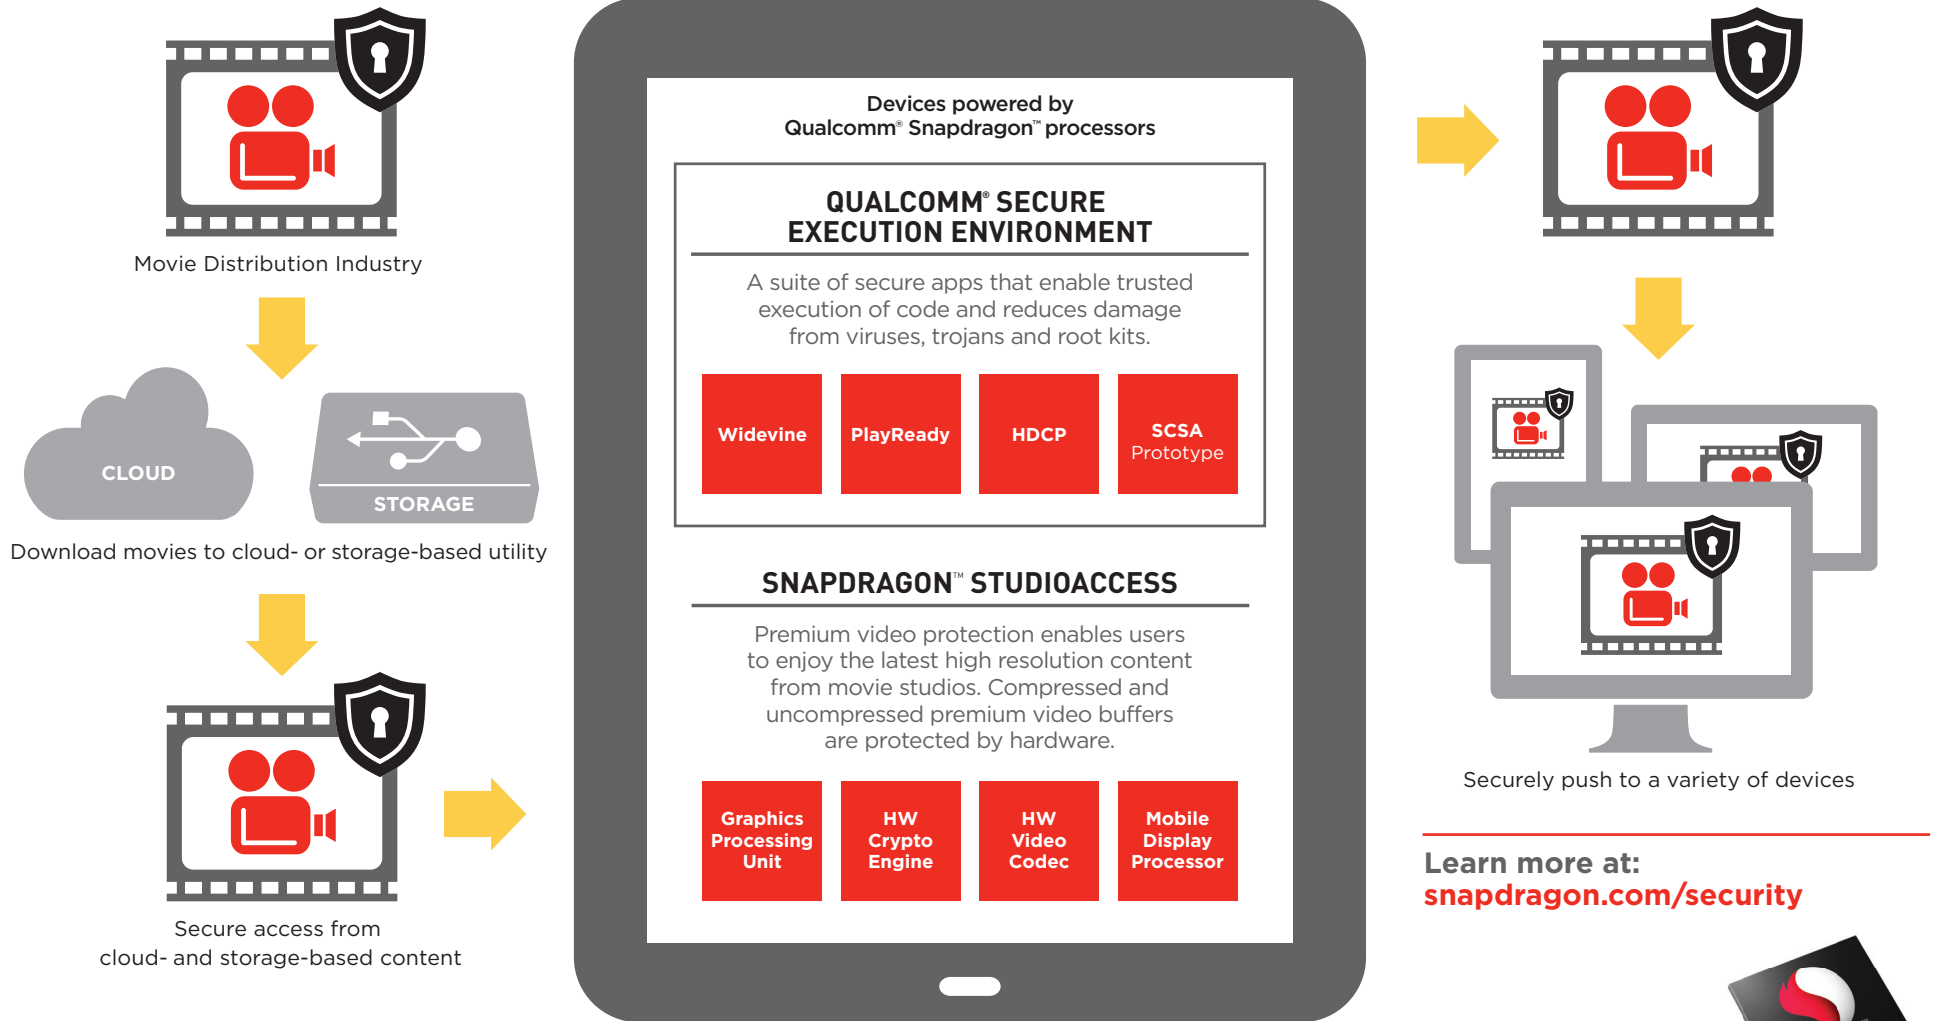 Movie Distribution Industry
CLOUD
STORAGE
Download movies to cloud- or storage-based utility
Secure access from
cloud- and storage-based content
Devices powered by
Qualcomm® Snapdragon™ processors
QUALCOMM® SECURE
EXECUTION ENVIRONMENT
A suite of secure apps that enable trusted
execution of code and reduces damage
from viruses, trojans and root kits.
Widevine
PlayReady
HDCP
SCSA
Prototype
SNAPDRAGON™ STUDIOACCESS
Premium video protection enables users
to enjoy the latest high resolution content
from movie studios. Compressed and
uncompressed premium video buffers
are protected by hardware.
Graphics
Processing
Unit
HW
Crypto
Engine
HW
Video
Codec
Mobile
Display
Processor
Securely push to a variety of devices
Learn more at:
snapdragon.com/security